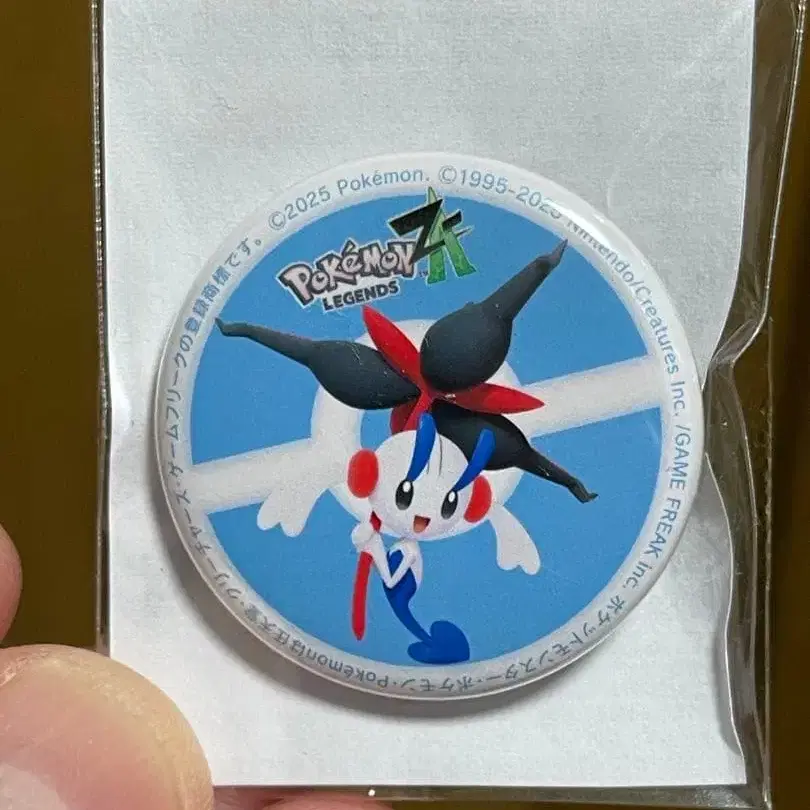 ©2025 Pokémon. ©1995-2025 Nintendo/Creatures Inc. /GAME FREAK inc.
ポケットモンスター・ポケモン・Pokémonは任天堂・クリーチャーズ・ゲームフリークの登録商標です。
POKÉMON
LEGENDS
ZA
TM